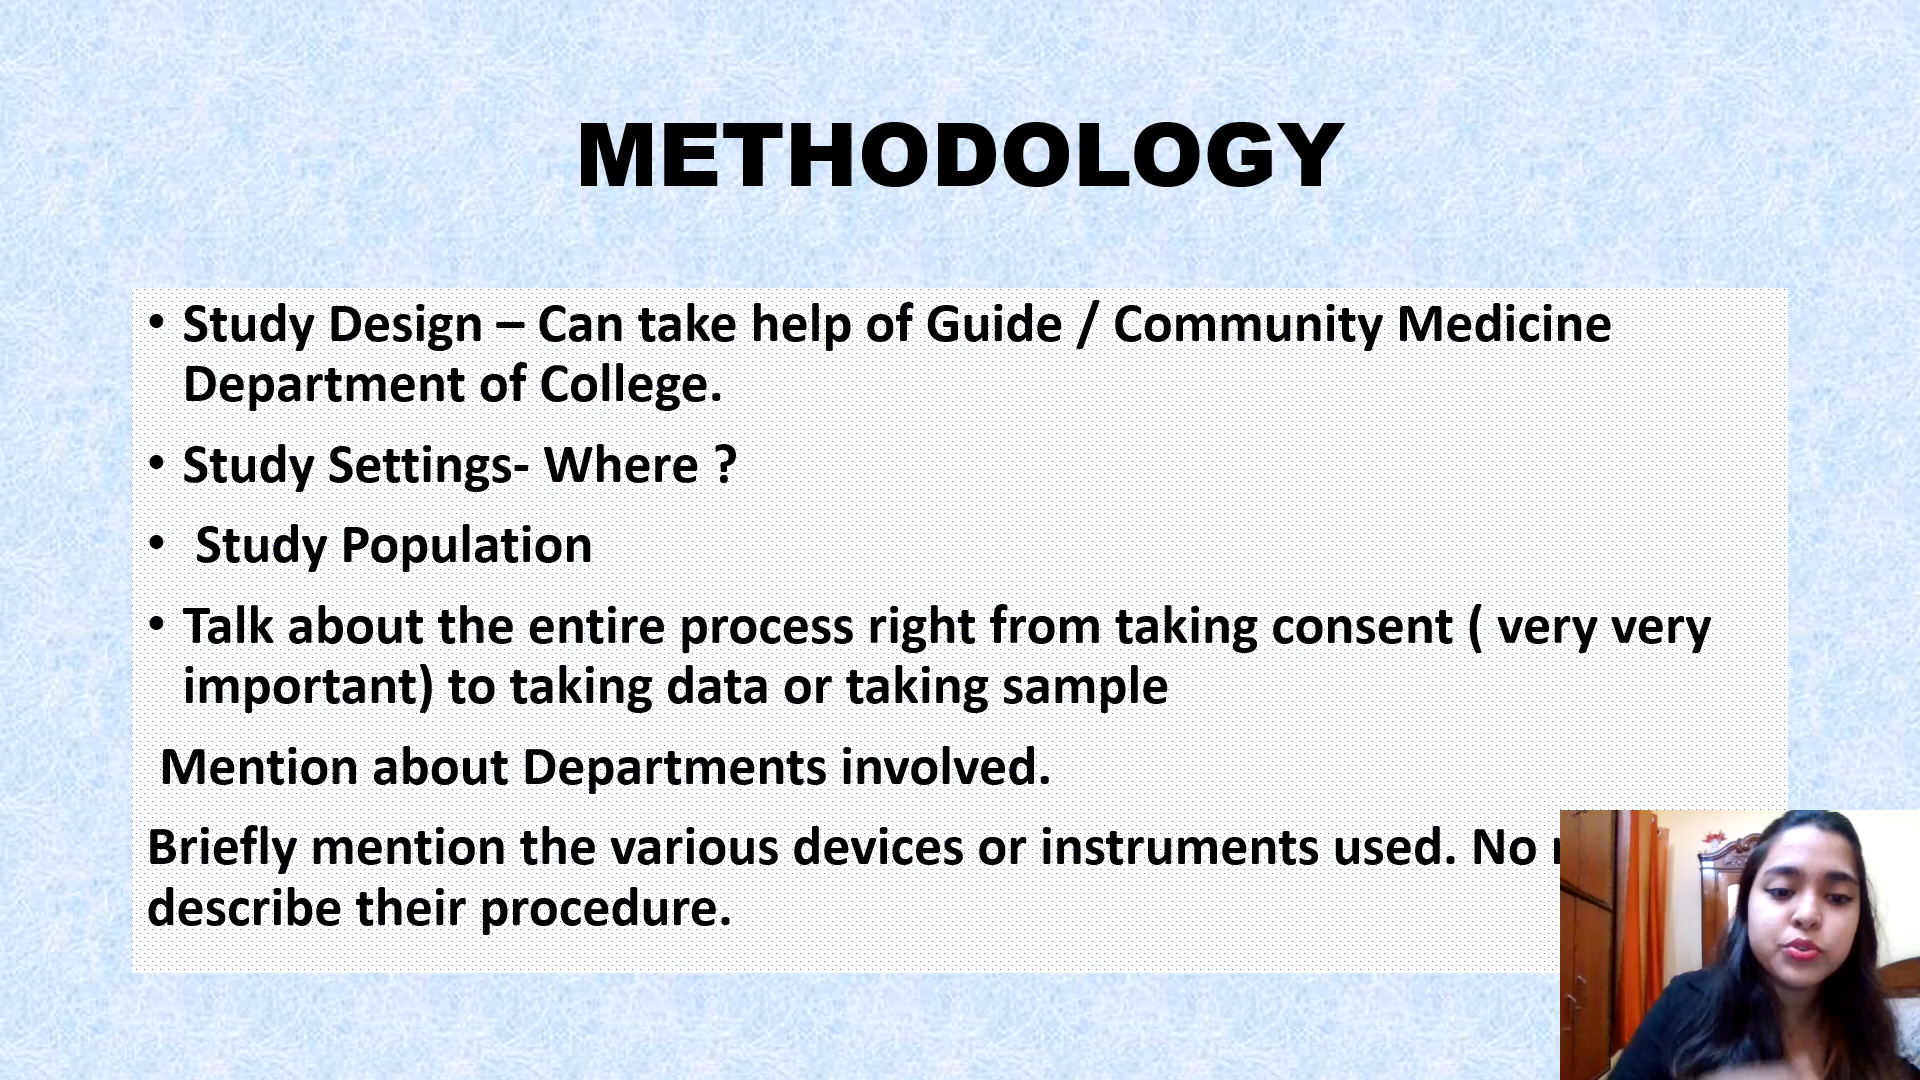 METHODOLOGY
• Study Design – Can take help of Guide / Community Medicine
Department of College.
• Study Settings- Where ?
• Study Population
• Talk about the entire process right from taking consent ( very very
important) to taking data or taking sample
Mention about Departments involved.
Briefly mention the various devices or instruments used. No
describe their procedure.